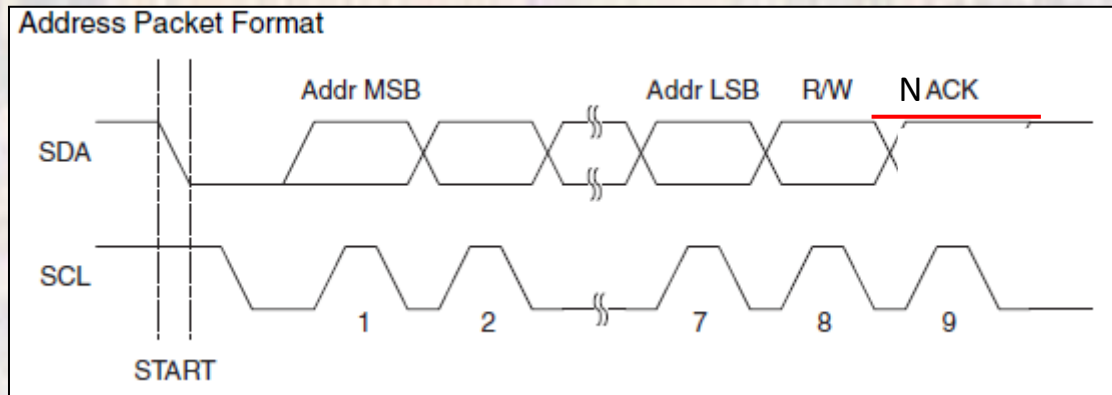 Address Packet Format
Addr MSB Addr LSB R/W N ACK
SDA
SCL
1 2 7 8 9
START